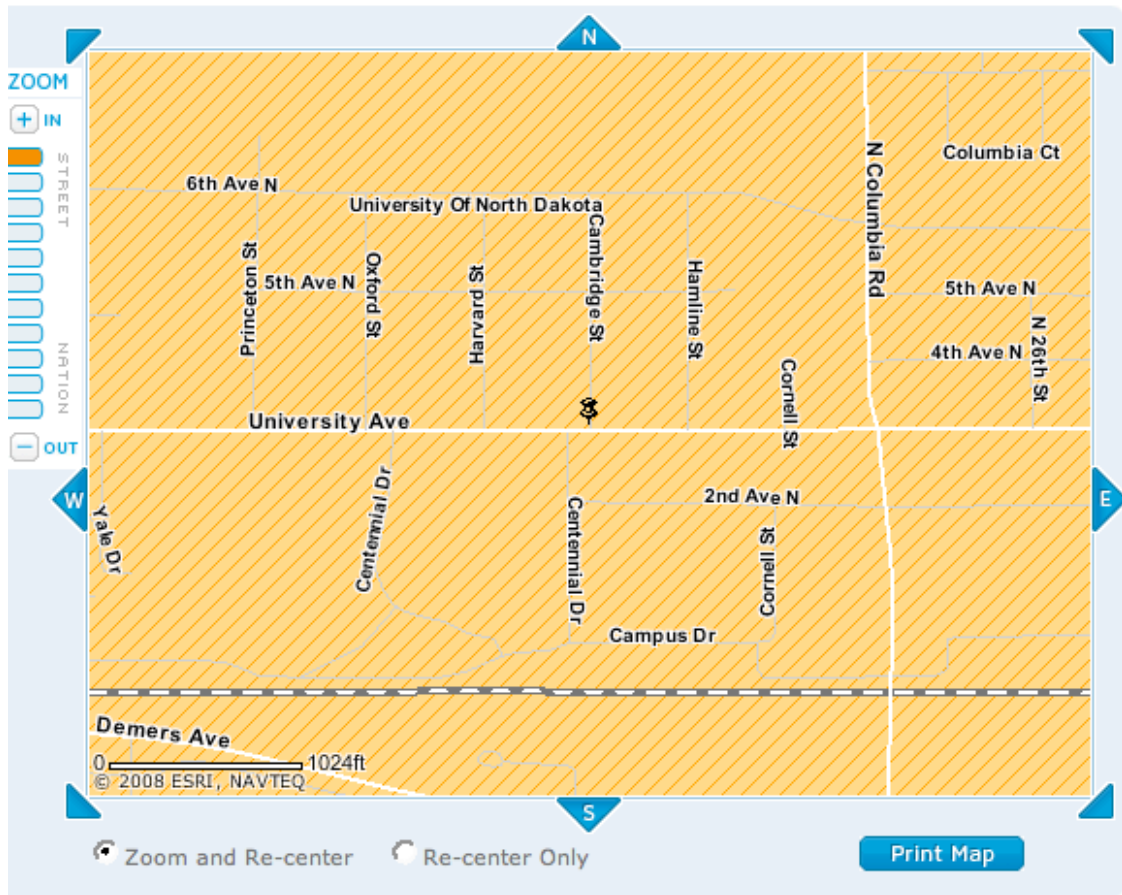 N
ZOOM
+ IN
STREET
NATION
− OUT
W
E
S
Columbia Ct
N Columbia Rd
6th Ave N
University Of North Dakota
Princeton St
5th Ave N
Oxford St
Harvard St
Cambridge St
Hamline St
5th Ave N
4th Ave N
N 26th St
Cornell St
University Ave
2nd Ave N
Yale Dr
Centennial Dr
Centennial Dr
Cornell St
Campus Dr
Demers Ave
0 1024ft
© 2008 ESRI, NAVTEQ
Zoom and Re-center
Re-center Only
Print Map